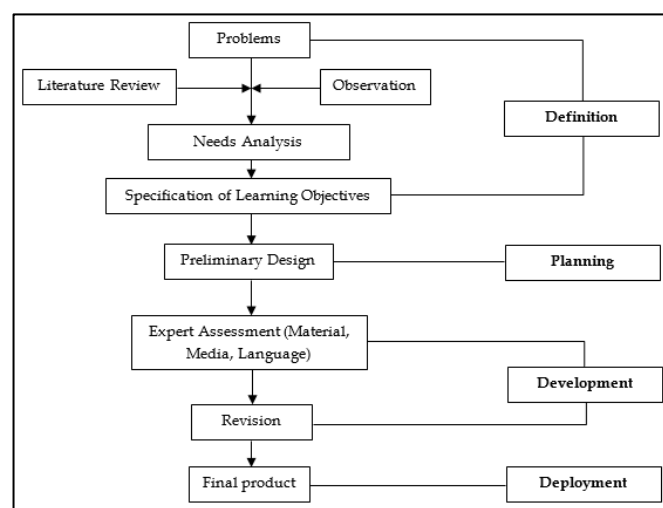 Problems
Literature Review
Observation
Definition
Needs Analysis
Specification of Learning Objectives
Preliminary Design
Planning
Expert Assessment (Material,
Media, Language)
Development
Revision
Final product
Deployment